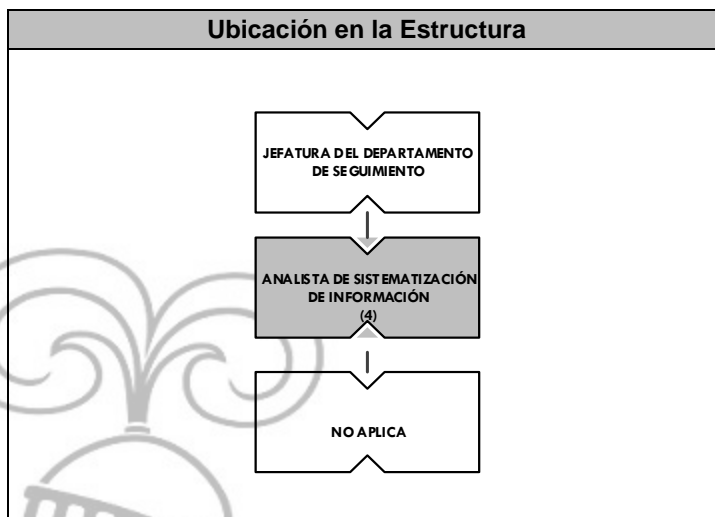 Ubicación en la Estructura
JEFATURA DEL DEPARTAMENTO
DE SEGUIMIENTO
ANALISTA DE SISTEMATIZACIÓN
DE INFORMACIÓN
(4)
NO APLICA